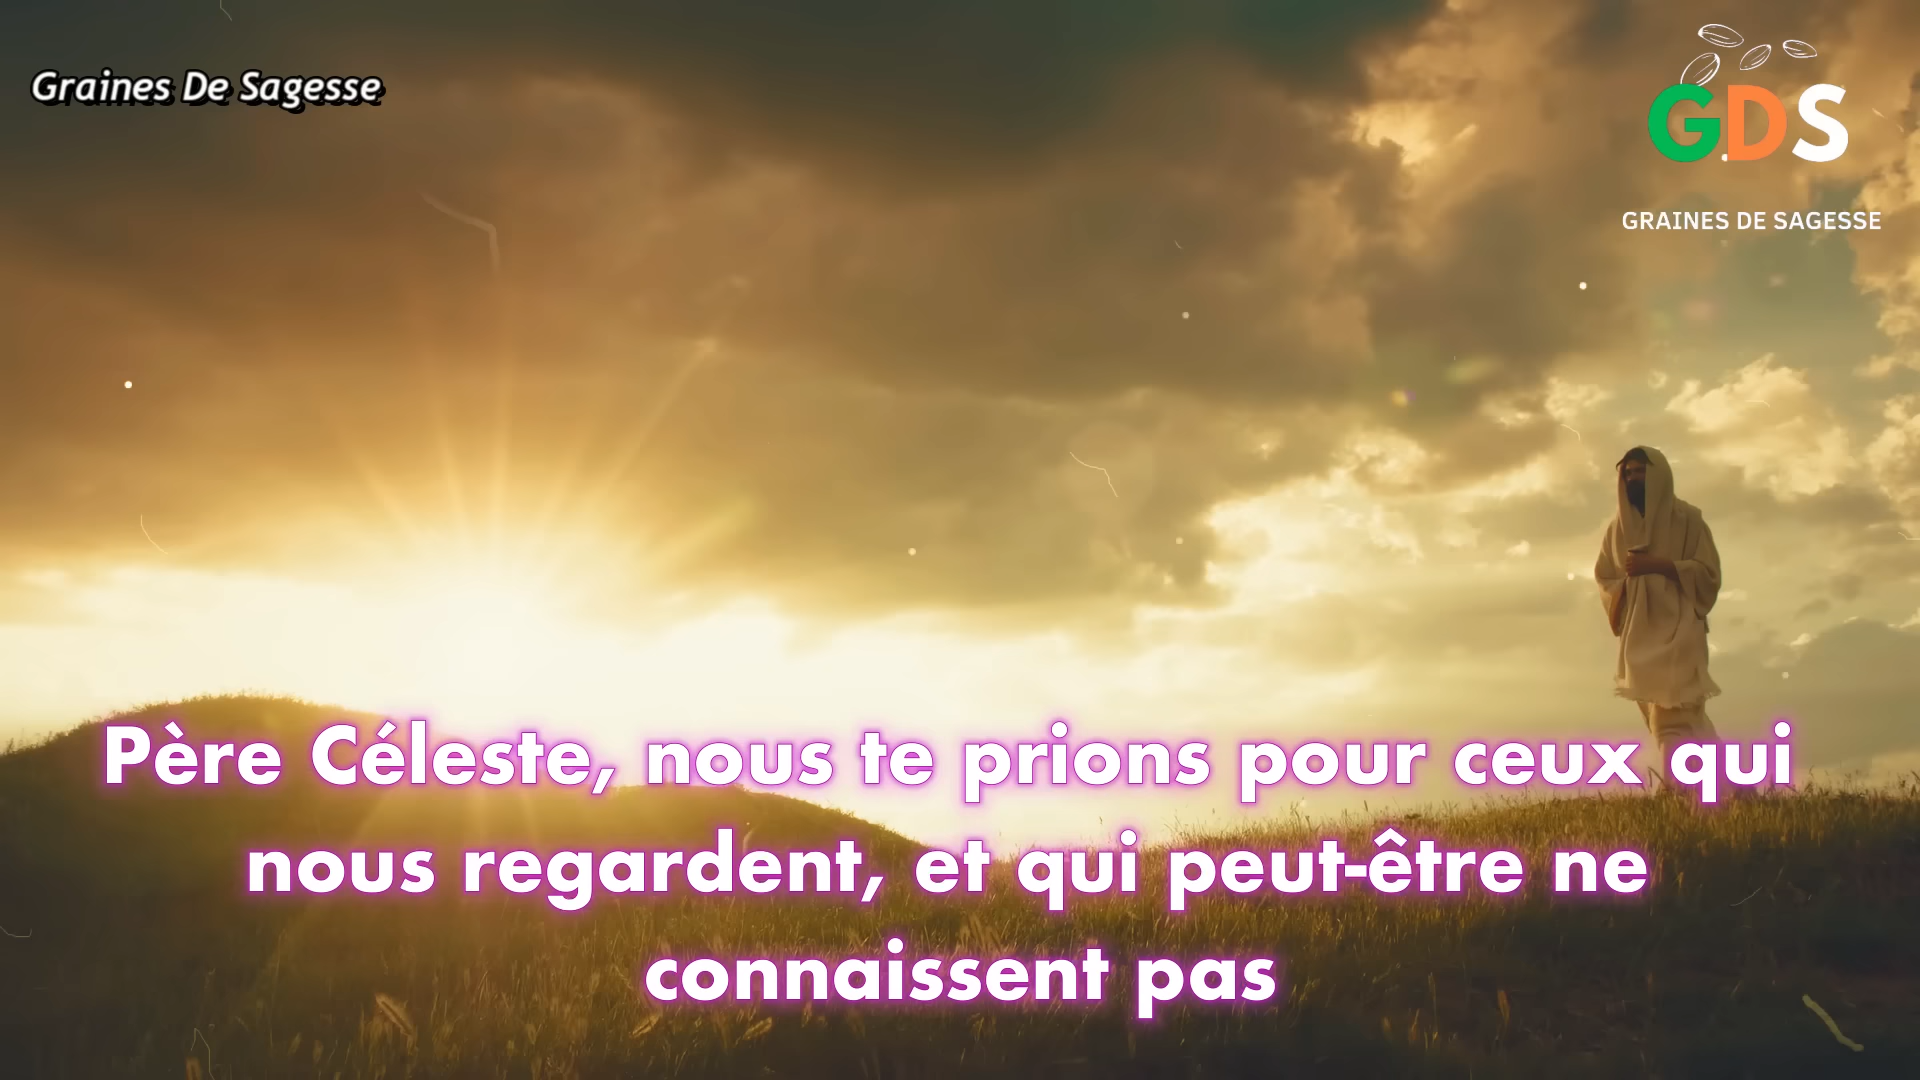 Graines De Sagesse
GDS
GRAINES DE SAGESSE
Père Céleste, nous te prions pour ceux qui
nous regardent, et qui peut-être ne
connaissent pas